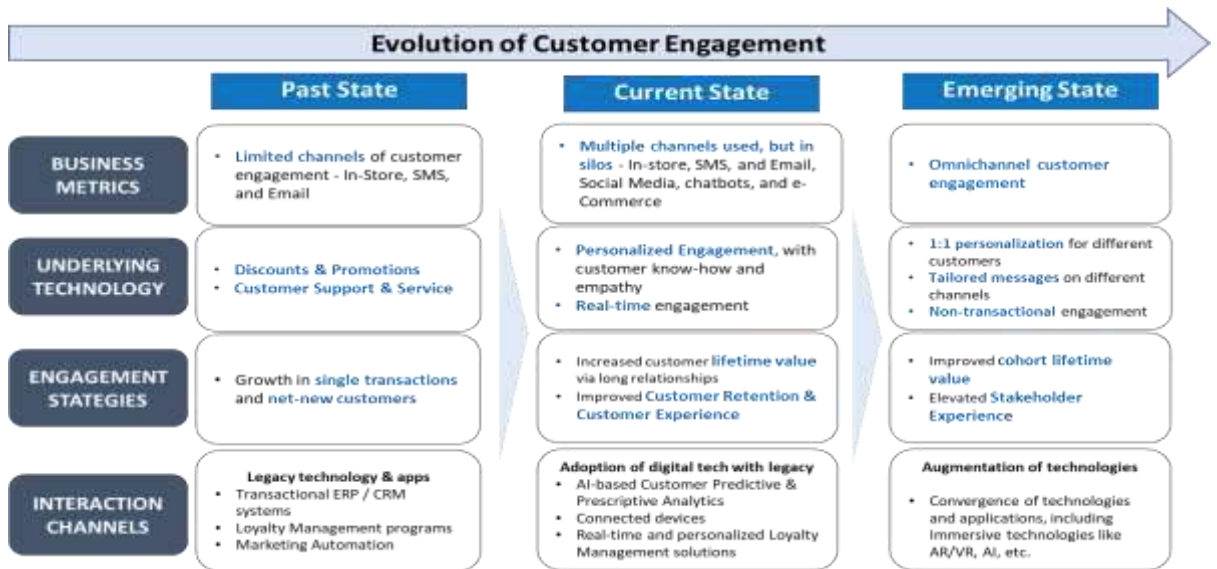 Evolution of Customer Engagement
Past State
Current State
Emerging State
BUSINESS
METRICS
• Limited channels of customer
engagement - In-Store, SMS,
and Email
• Multiple channels used, but in
silos - In-store, SMS, and Email,
Social Media, chatbots, and e-
Commerce
• Omnichannel customer
engagement
UNDERLYING
TECHNOLOGY
• Discounts & Promotions
• Customer Support & Service
• Personalized Engagement, with
customer know-how and
empathy
• Real-time engagement
• 1:1 personalization for different
customers
• Tailored messages on different
channels
• Non-transactional engagement
ENGAGEMENT
STATEGIES
• Growth in single transactions
and net-new customers
• Increased customer lifetime value
via long relationships
• Improved Customer Retention &
Customer Experience
• Improved cohort lifetime
value
• Elevated Stakeholder
Experience
INTERACTION
CHANNELS
Legacy technology & apps
• Transactional ERP / CRM
systems
• Loyalty Management programs
• Marketing Automation
Adoption of digital tech with legacy
• AI-based Customer Predictive &
Prescriptive Analytics
• Connected devices
• Real-time and personalized Loyalty
Management solutions
Augmentation of technologies
• Convergence of technologies
and applications, including
Immersive technologies like
AR/VR, AI, etc.